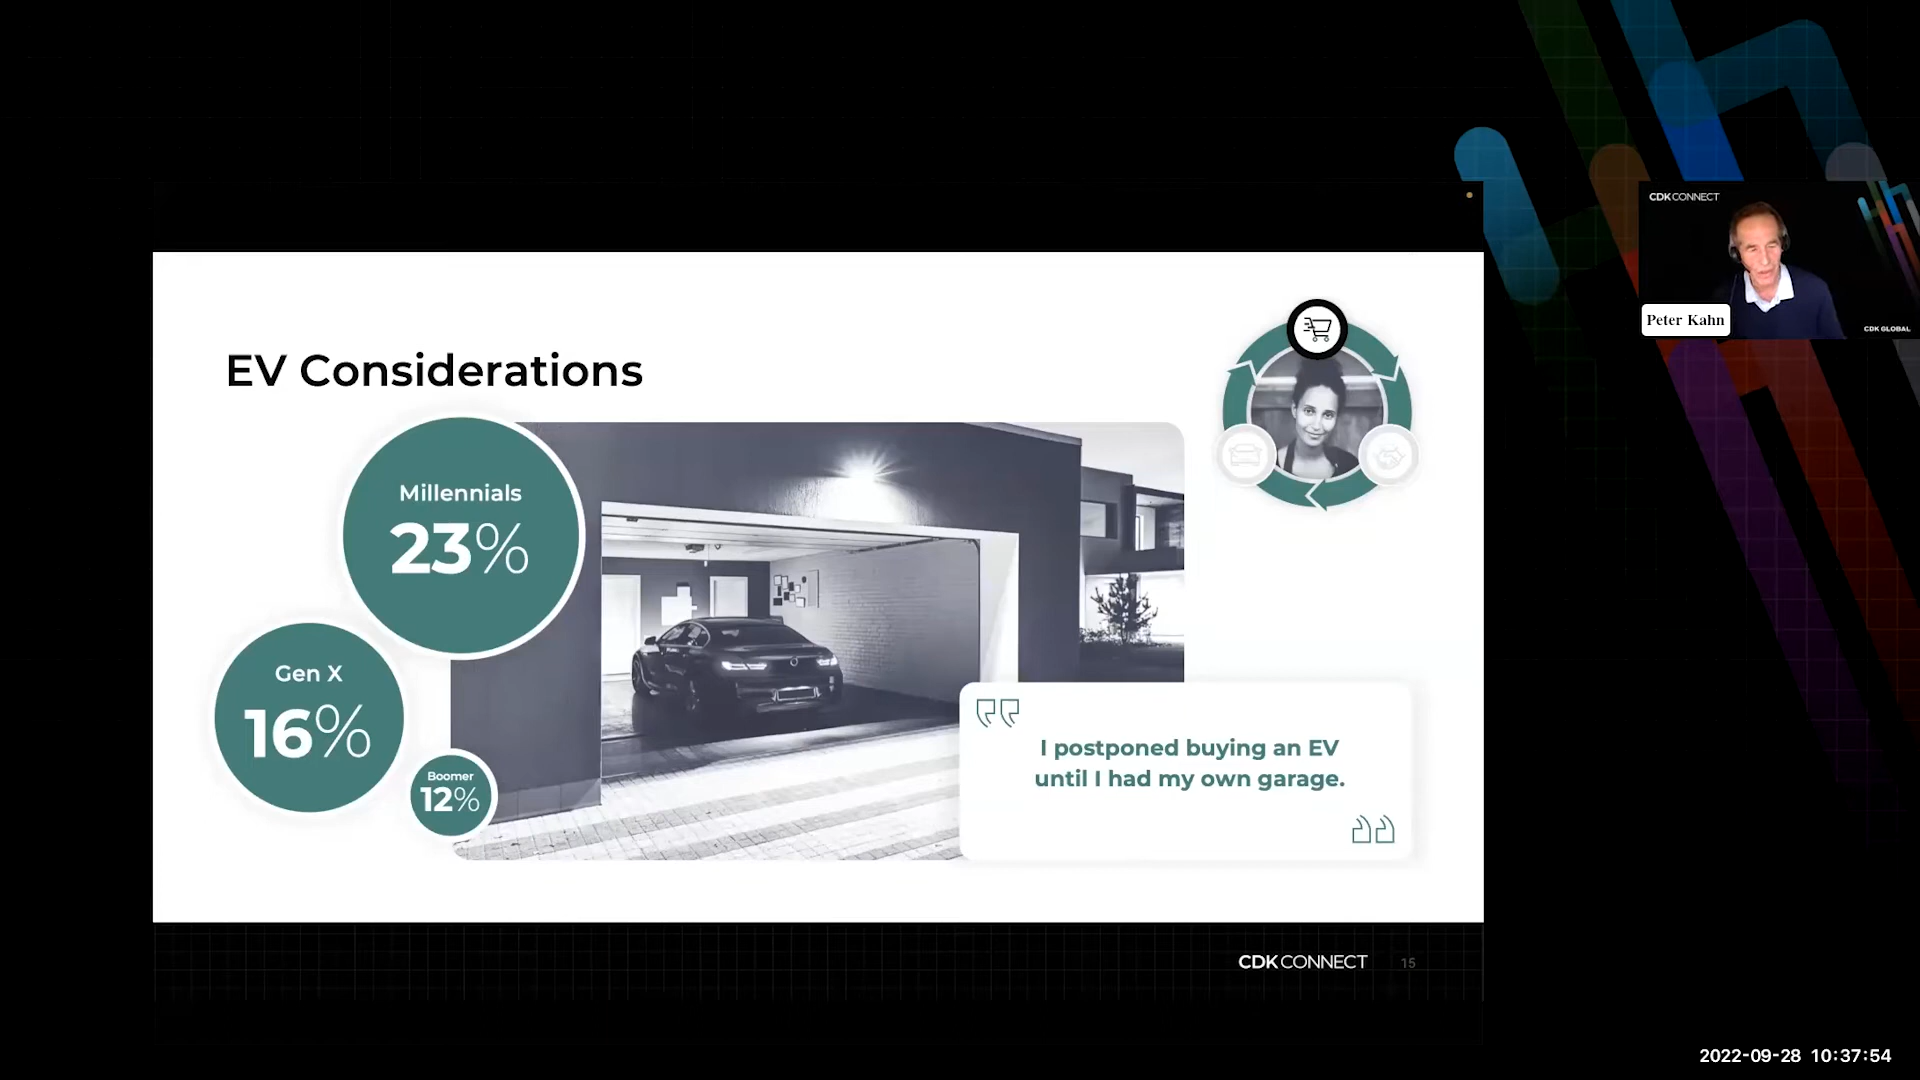 CDK CONNECT
Peter Kahn
CDK GLOBAL
EV Considerations
Millennials
23%
Gen X
16%
Boomer
12%
I postponed buying an EV
until I had my own garage.
CDK CONNECT 15
2022-09-28 10:37:54